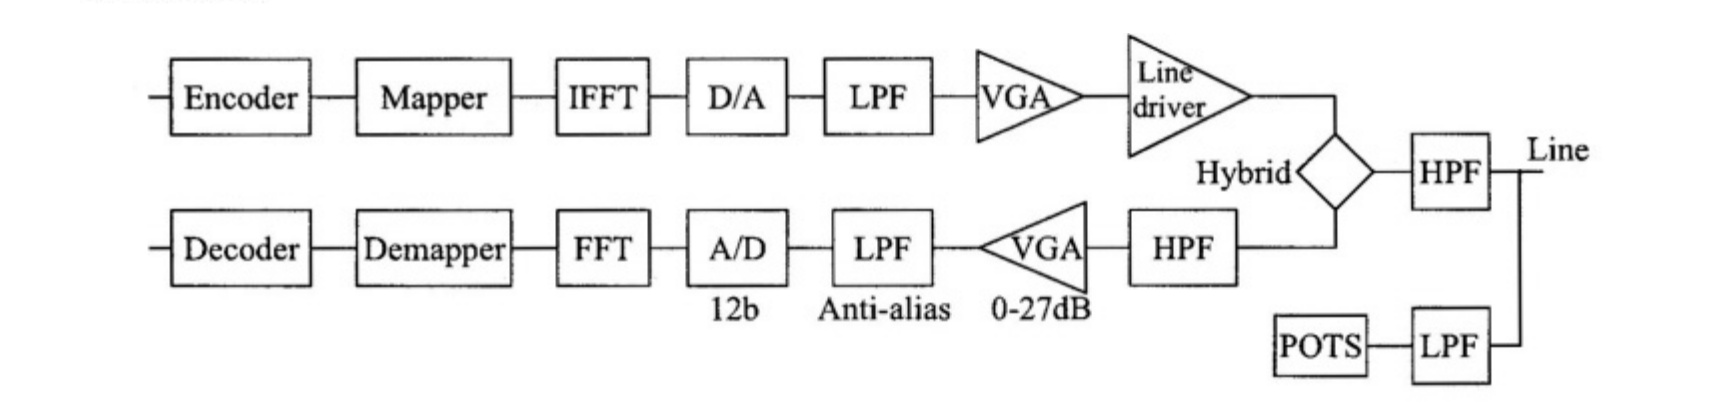 Encoder Mapper IFFT D/A LPF VGA Line driver
Hybrid HPF Line
Decoder Demapper FFT A/D LPF VGA HPF
12b Anti-alias 0-27dB
POTS LPF